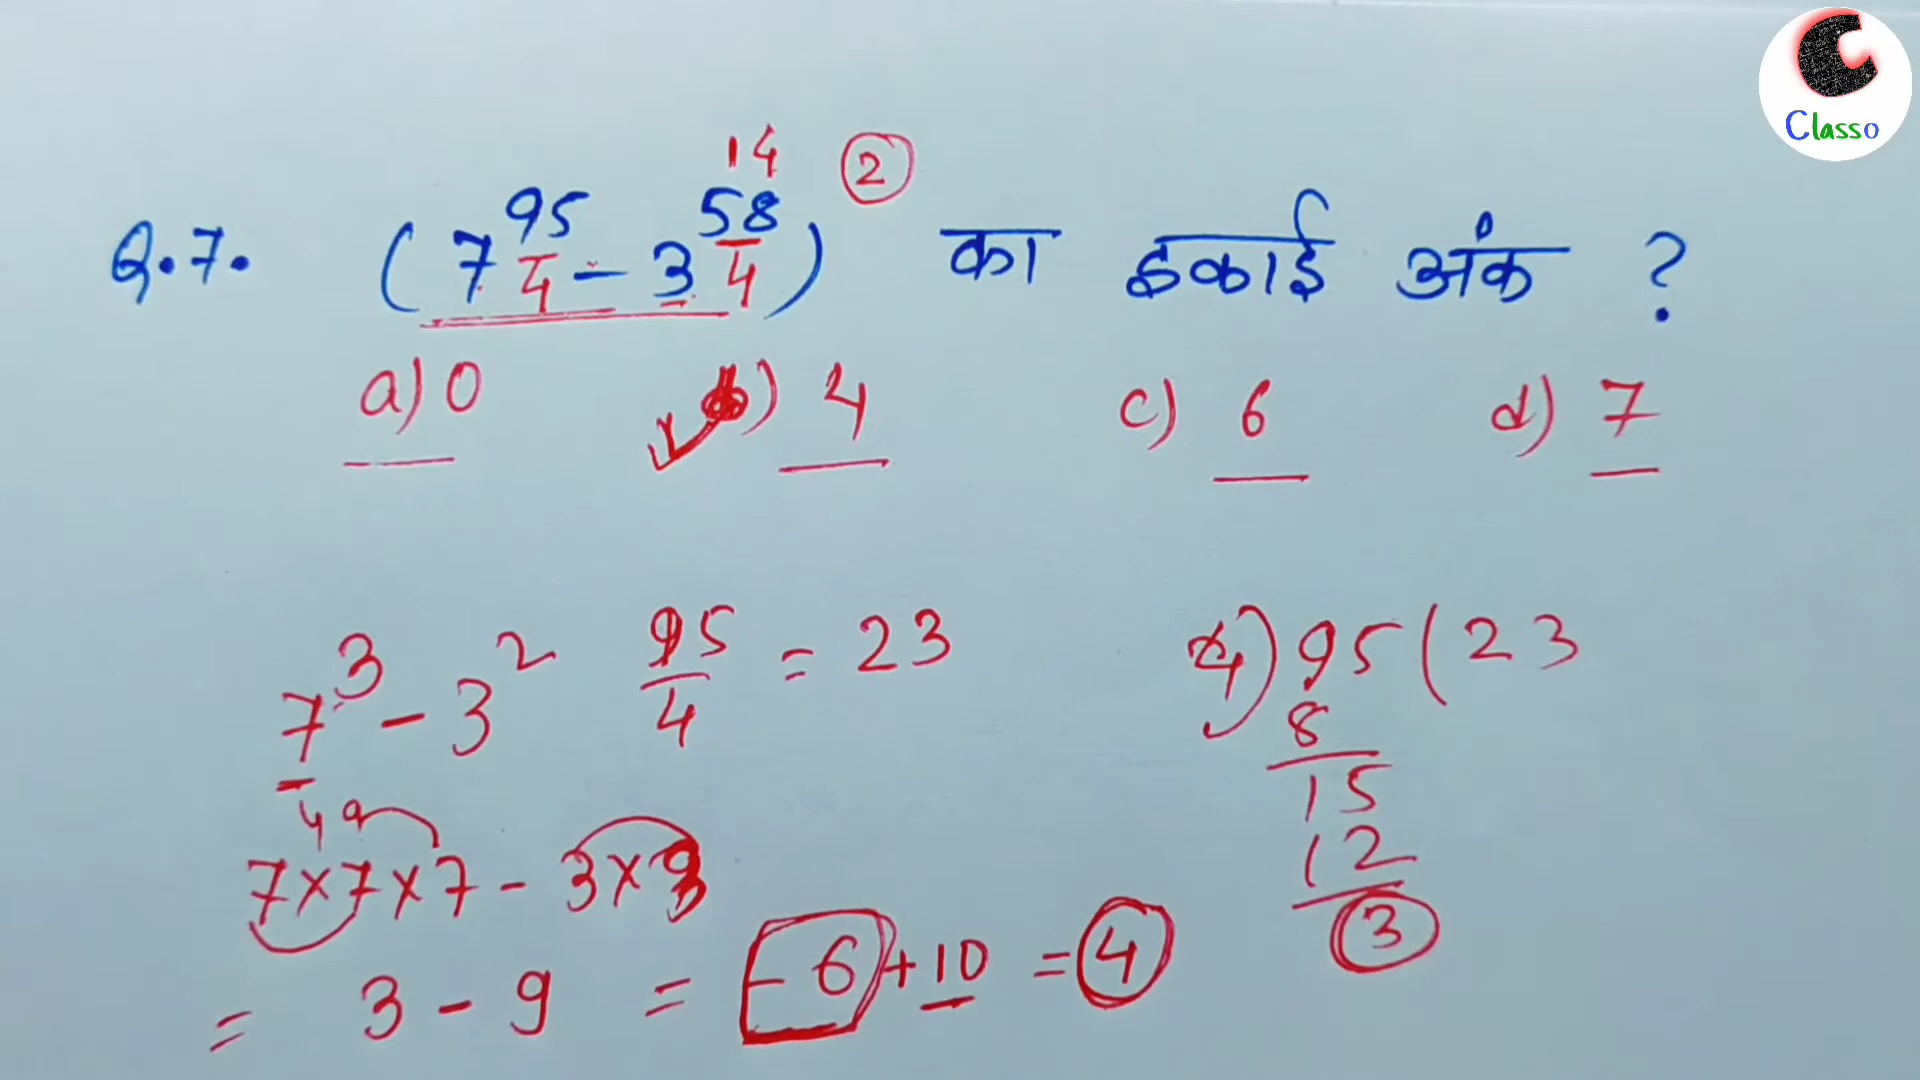 C
Classo
14 2
Q.7. (7^95/4 - 3^58/4) का इकाई अंक ?
a) 0 b) 4 c) 6 d) 7
7^3 - 3^2 95/4 = 23 4)95(23
8
15
12
3
49
7×7×7 - 3×3
= 3 - 9 = -6 + 10 = 4